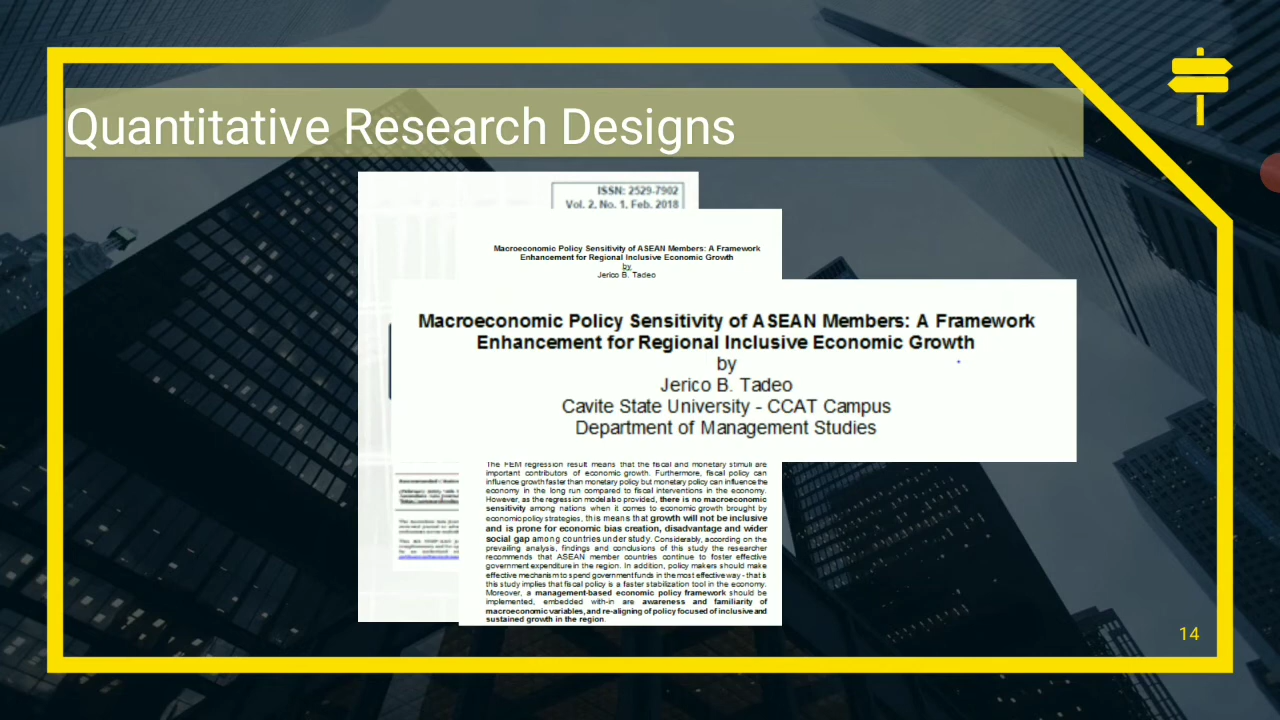 Quantitative Research Designs
ISSN: 2529-7902
Vol. 2, No. 1, Feb. 2018
Macroeconomic Policy Sensitivity of ASEAN Members: A Framework
Enhancement for Regional Inclusive Economic Growth
by
Jerico B. Tadeo
Macroeconomic Policy Sensitivity of ASEAN Members: A Framework
Enhancement for Regional Inclusive Economic Growth
by
Jerico B. Tadeo
Cavite State University - CCAT Campus
Department of Management Studies
The FEM regression result means that the fiscal and monetary stimuli are
important contributors of economic growth. Furthermore, fiscal policy can
influence growth faster than monetary policy but monetary policy can influence the
economy in the long run compared to fiscal interventions in the economy.
However, as the regression model also provided, there is no macroeconomic
sensitivity among nations when it comes to economic growth brought by
economic policy strategies, this means that growth will not be inclusive
and is prone for economic bias creation, disadvantage and wider
social gap among countries under study. Considerably, according on the
prevailing analysis, findings and conclusions of this study the researcher
recommends that ASEAN member countries continue to foster effective
government expenditure in the region. In addition, policy makers should make
effective mechanism to spend government funds in the most effective way - that is
this study implies that fiscal policy is a faster stabilization tool in the economy.
Moreover, a management-based economic policy framework should be
implemented, embedded with-in are awareness and familiarity of
macroeconomic variables, and re-aligning of policy focused of inclusive and
sustained growth in the region.
14